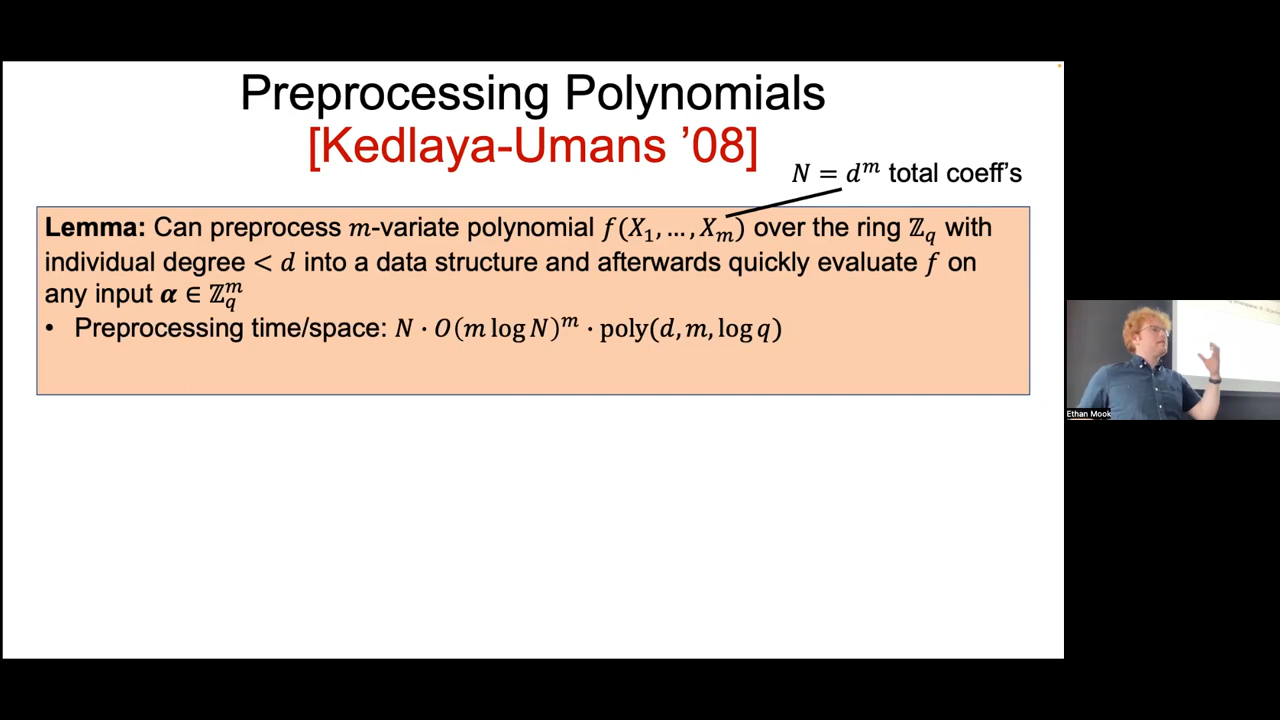 Preprocessing Polynomials
[Kedlaya-Umans ’08]
N = d^m total coeff’s
Lemma: Can preprocess m-variate polynomial f(X_1, …, X_m) over the ring ℤ_q with
individual degree < d into a data structure and afterwards quickly evaluate f on
any input α ∈ ℤ_q^m
• Preprocessing time/space: N · O(m log N)^m · poly(d, m, log q)
Ethan Mook